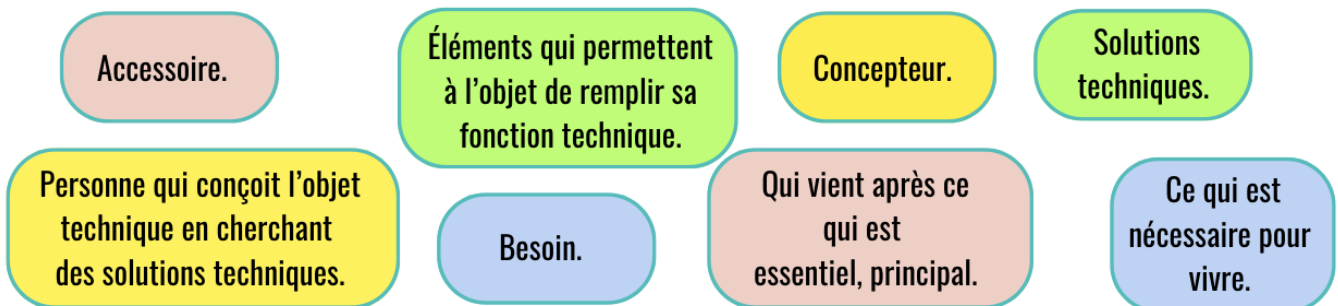 Accessoire.
Éléments qui permettent
à l’objet de remplir sa
fonction technique.
Concepteur.
Solutions
techniques.
Personne qui conçoit l’objet
technique en cherchant
des solutions techniques.
Besoin.
Qui vient après ce
qui est
essentiel, principal.
Ce qui est
nécessaire pour
vivre.